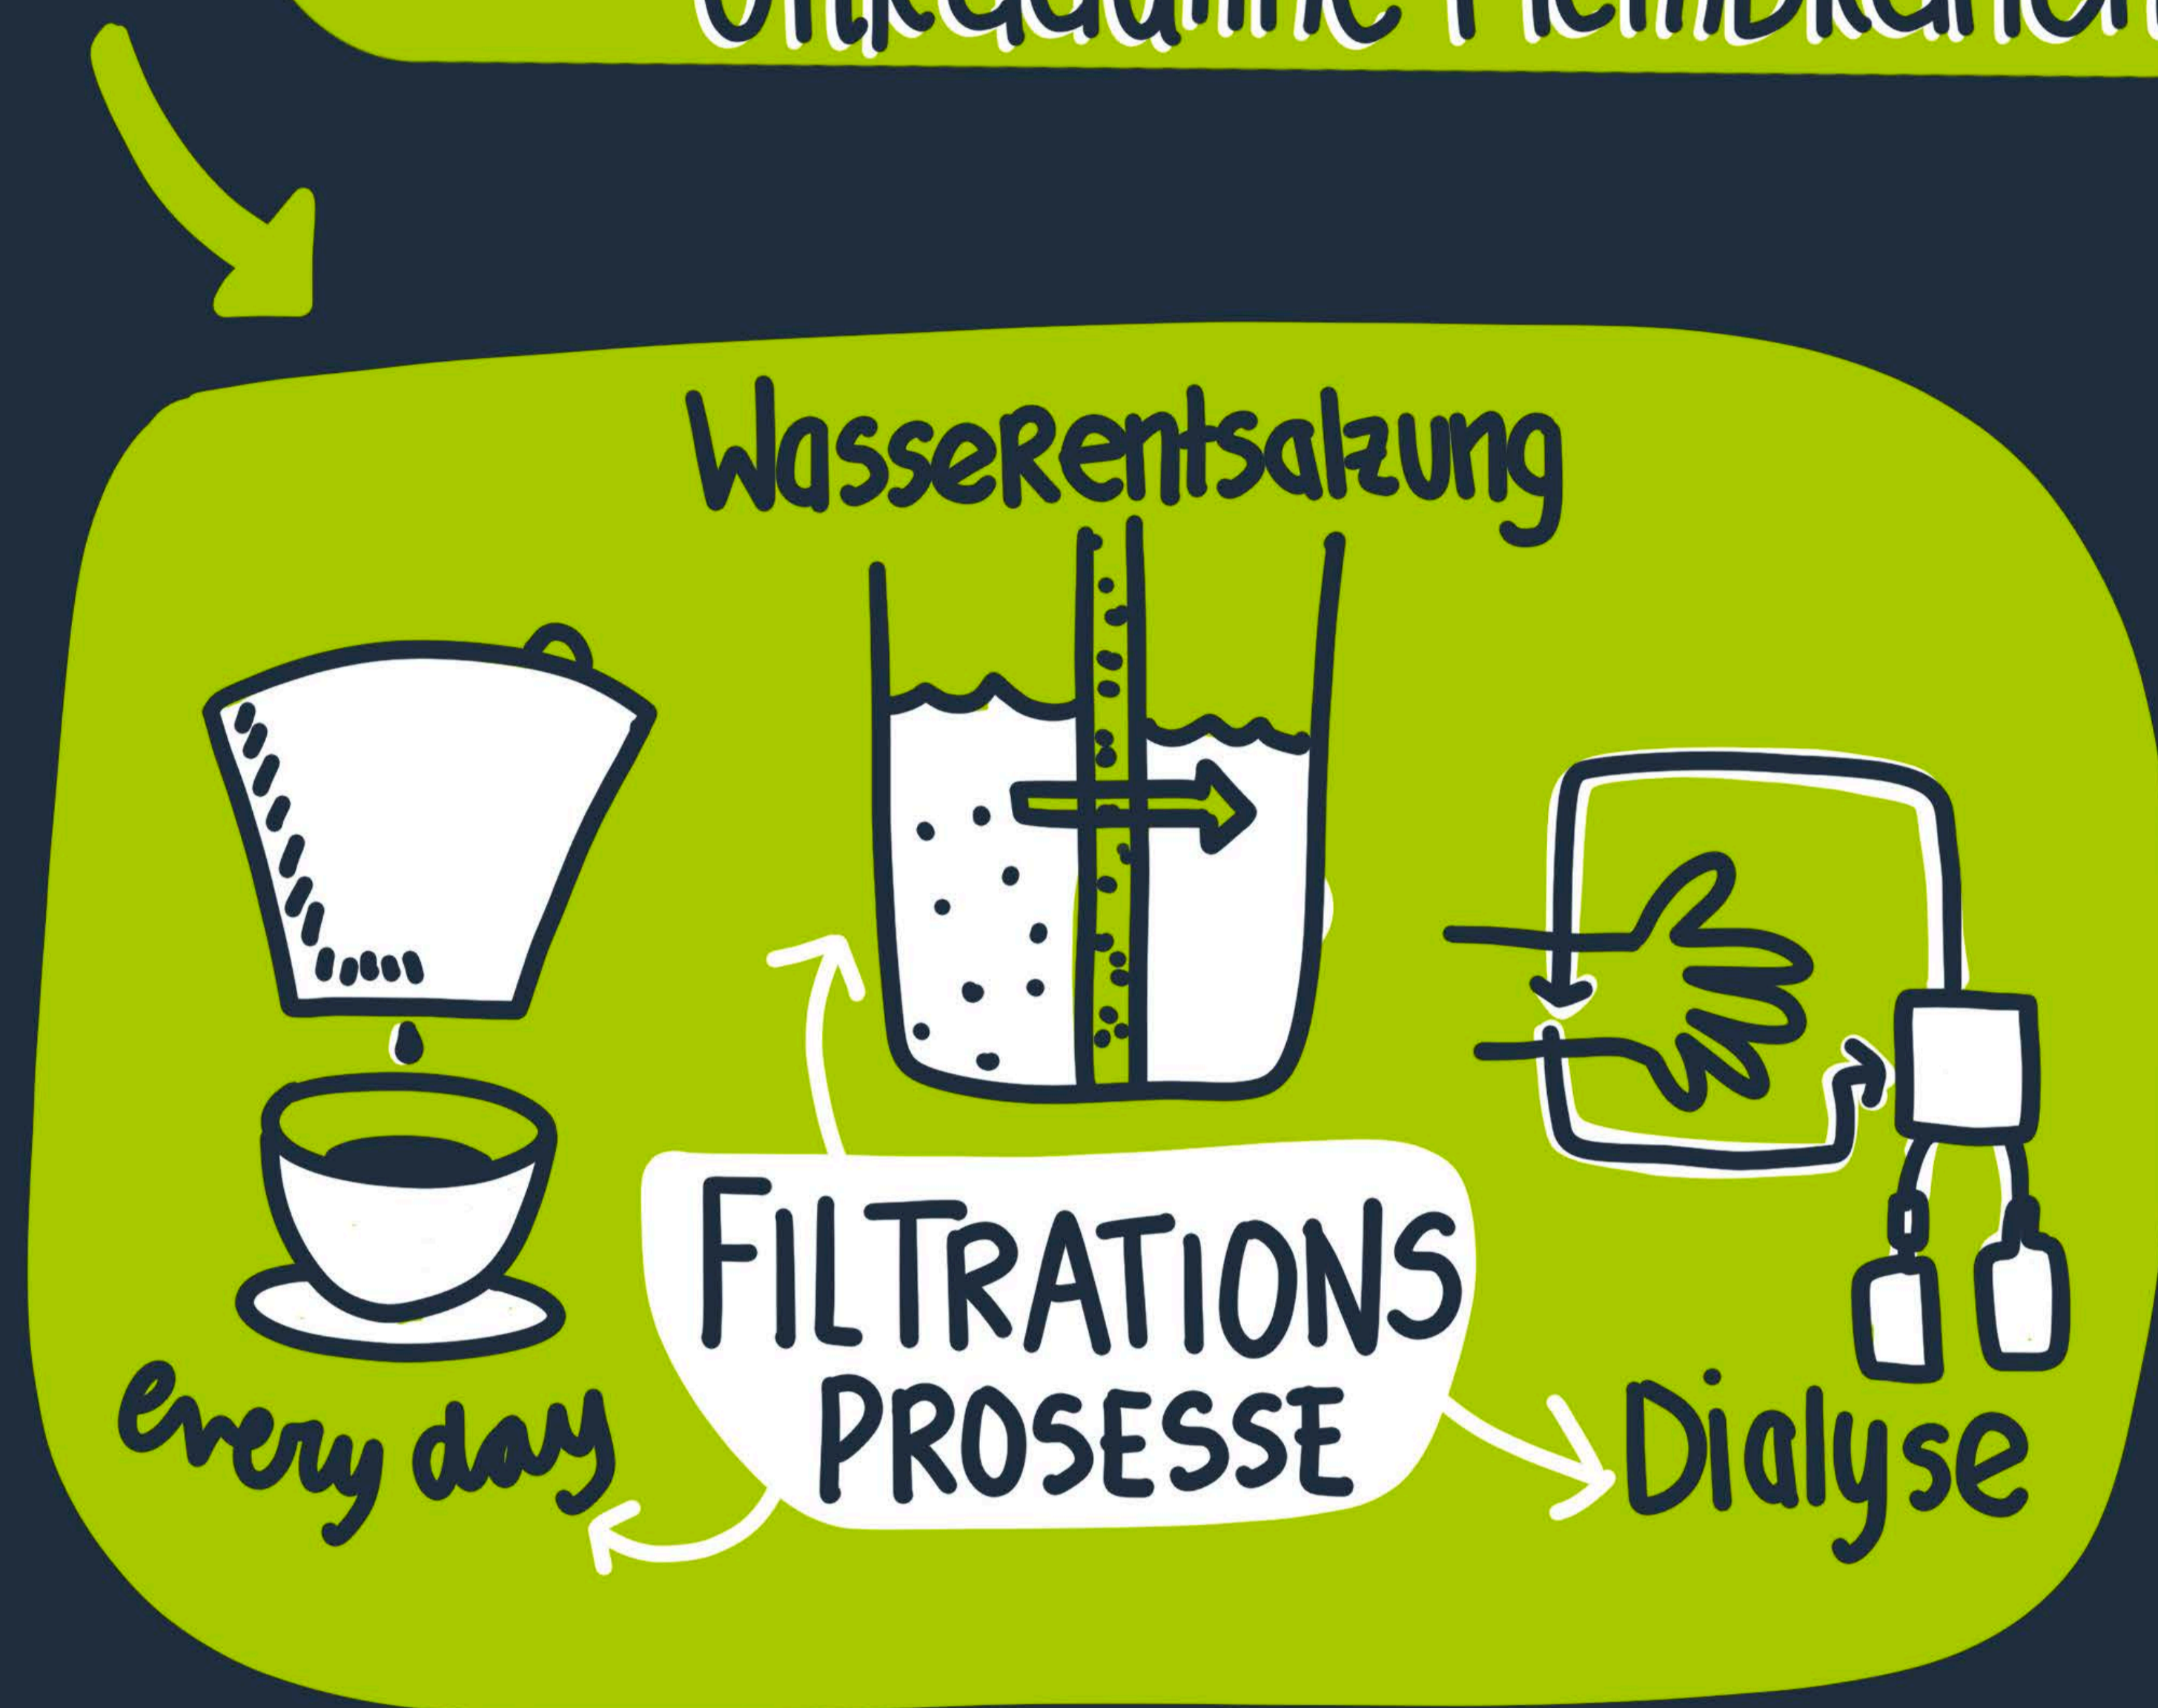 Wasserentsalzung
FILTRATIONS
PROSESSE
every day
Dialyse